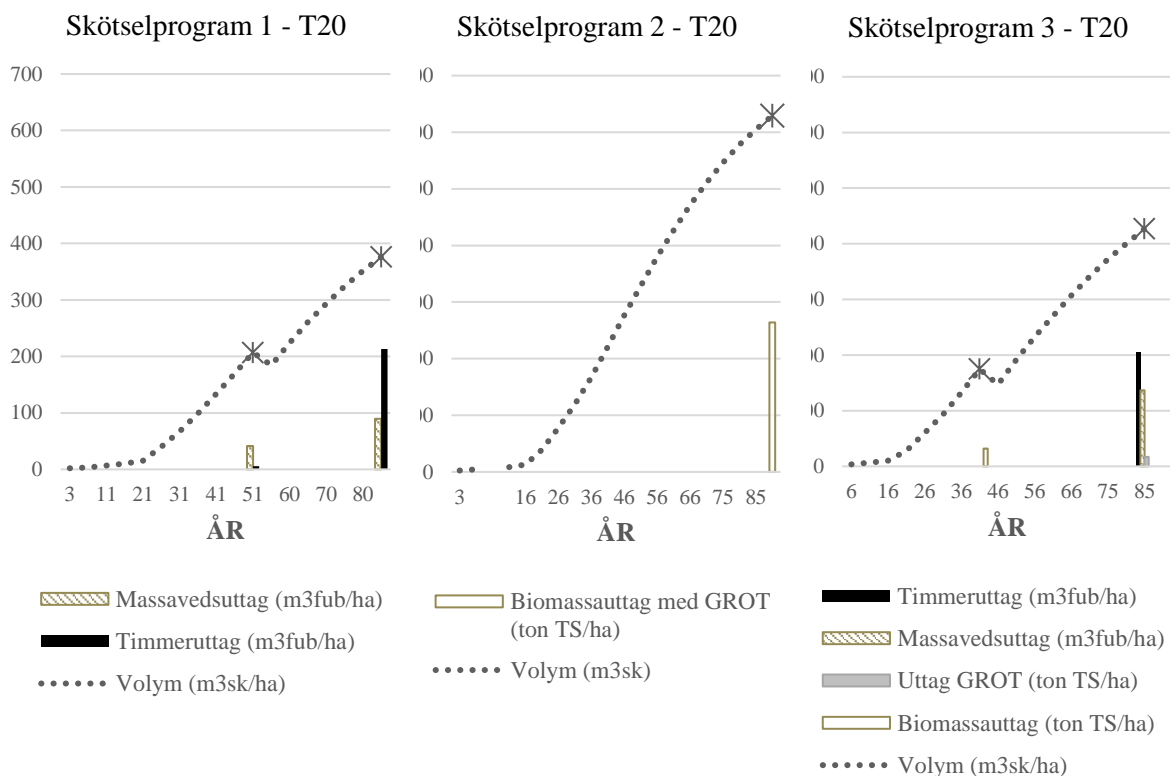 Skötselprogram 1 - T20
700
600
500
400
300
200
100
0
3 11 21 31 41 51 60 70 80
ÅR
Massavedsuttag (m3fub/ha)
Timmeruttag (m3fub/ha)
Volym (m3sk/ha)
Skötselprogram 2 - T20
3 16 26 36 46 56 66 75 85
ÅR
Biomassauttag med GROT
(ton TS/ha)
Volym (m3sk)
Skötselprogram 3 - T20
6 16 26 36 46 56 66 75 85
ÅR
Timmeruttag (m3fub/ha)
Massavedsuttag (m3fub/ha)
Uttag GROT (ton TS/ha)
Biomassauttag (ton TS/ha)
Volym (m3sk/ha)